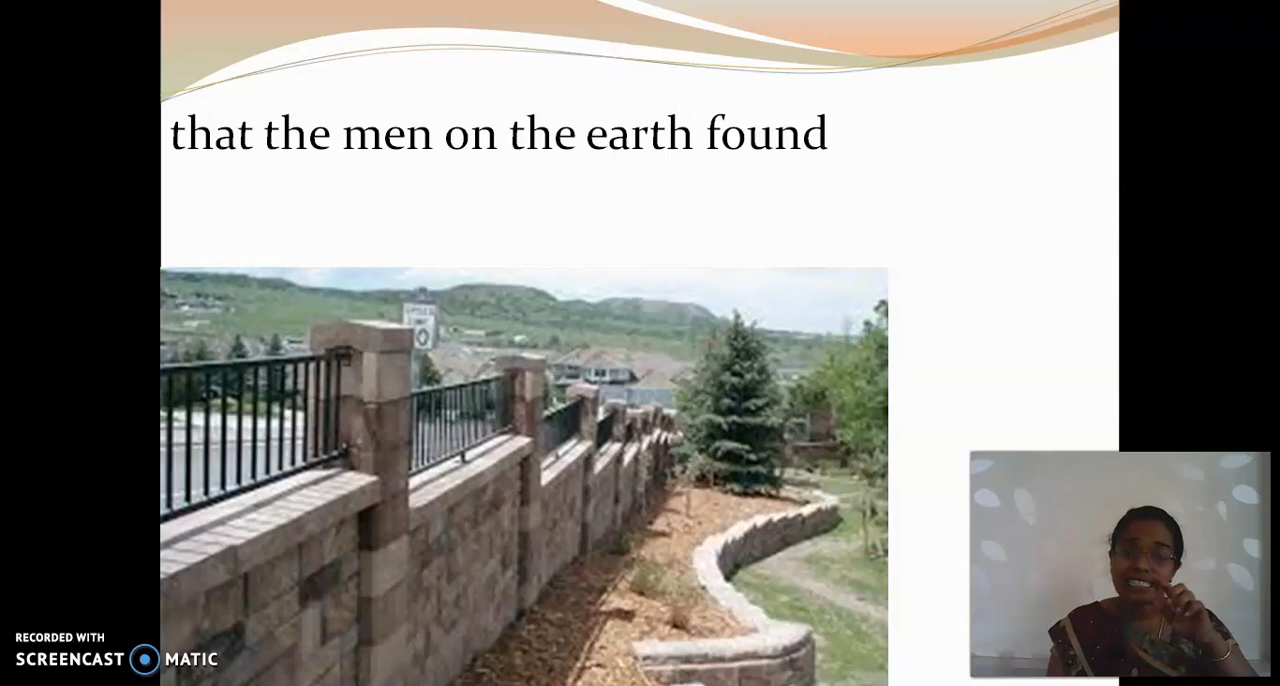 that the men on the earth found
RECORDED WITH
SCREENCAST MATIC